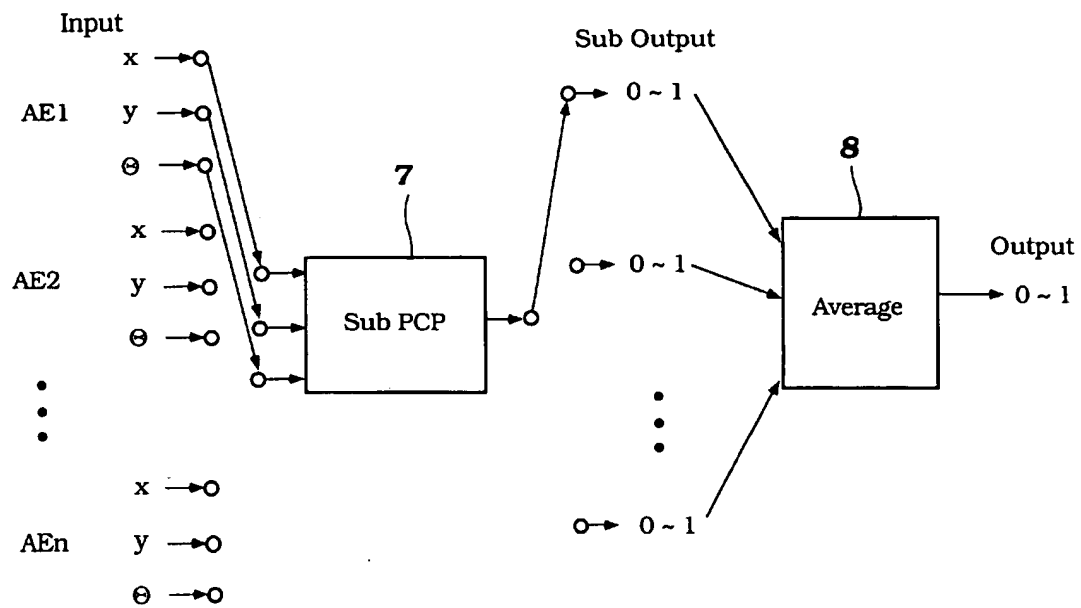 Input
x
AE1 y
Θ
x
AE2 y
Θ
x
AEn y
Θ
7
Sub PCP
Sub Output
0 ~ 1
0 ~ 1
0 ~ 1
8
Average
Output
0 ~ 1